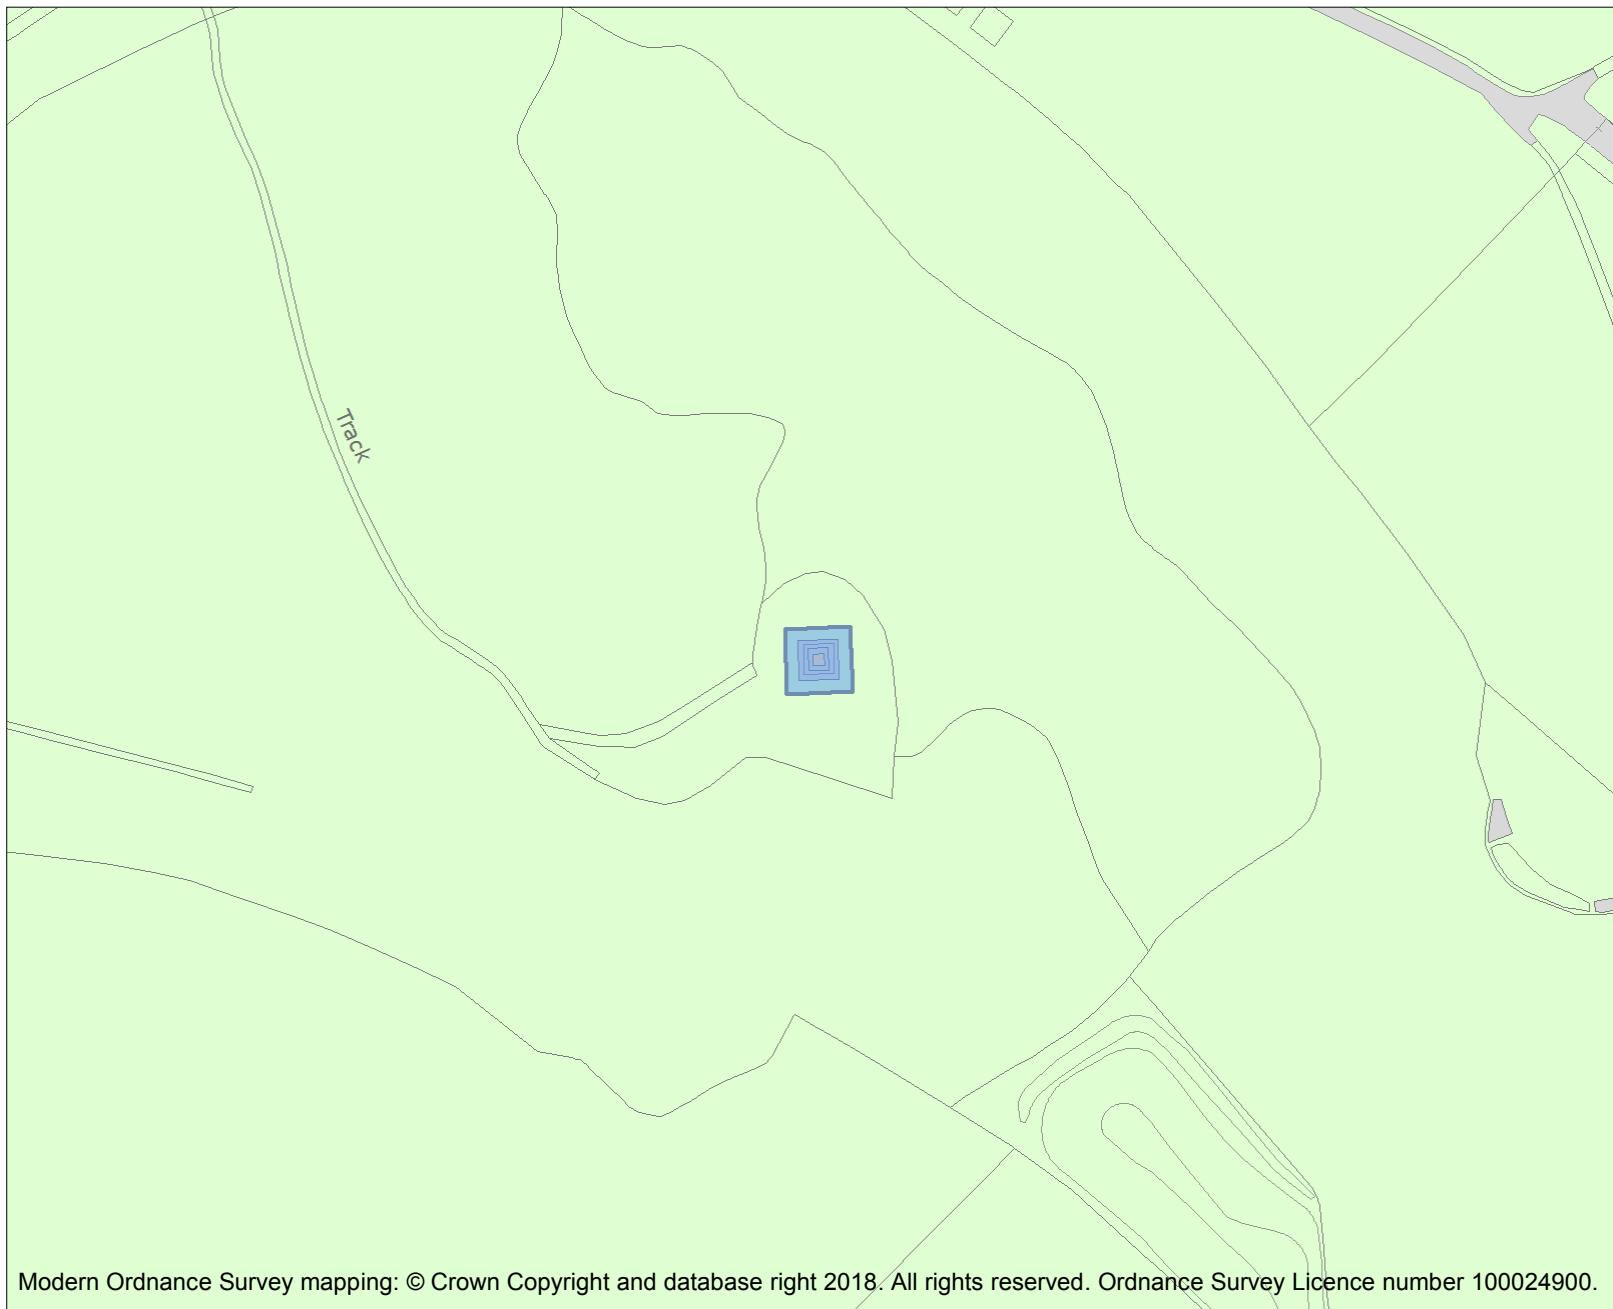 Track
Modern Ordnance Survey mapping: © Crown Copyright and database right 2018. All rights reserved. Ordnance Survey Licence number 100024900.